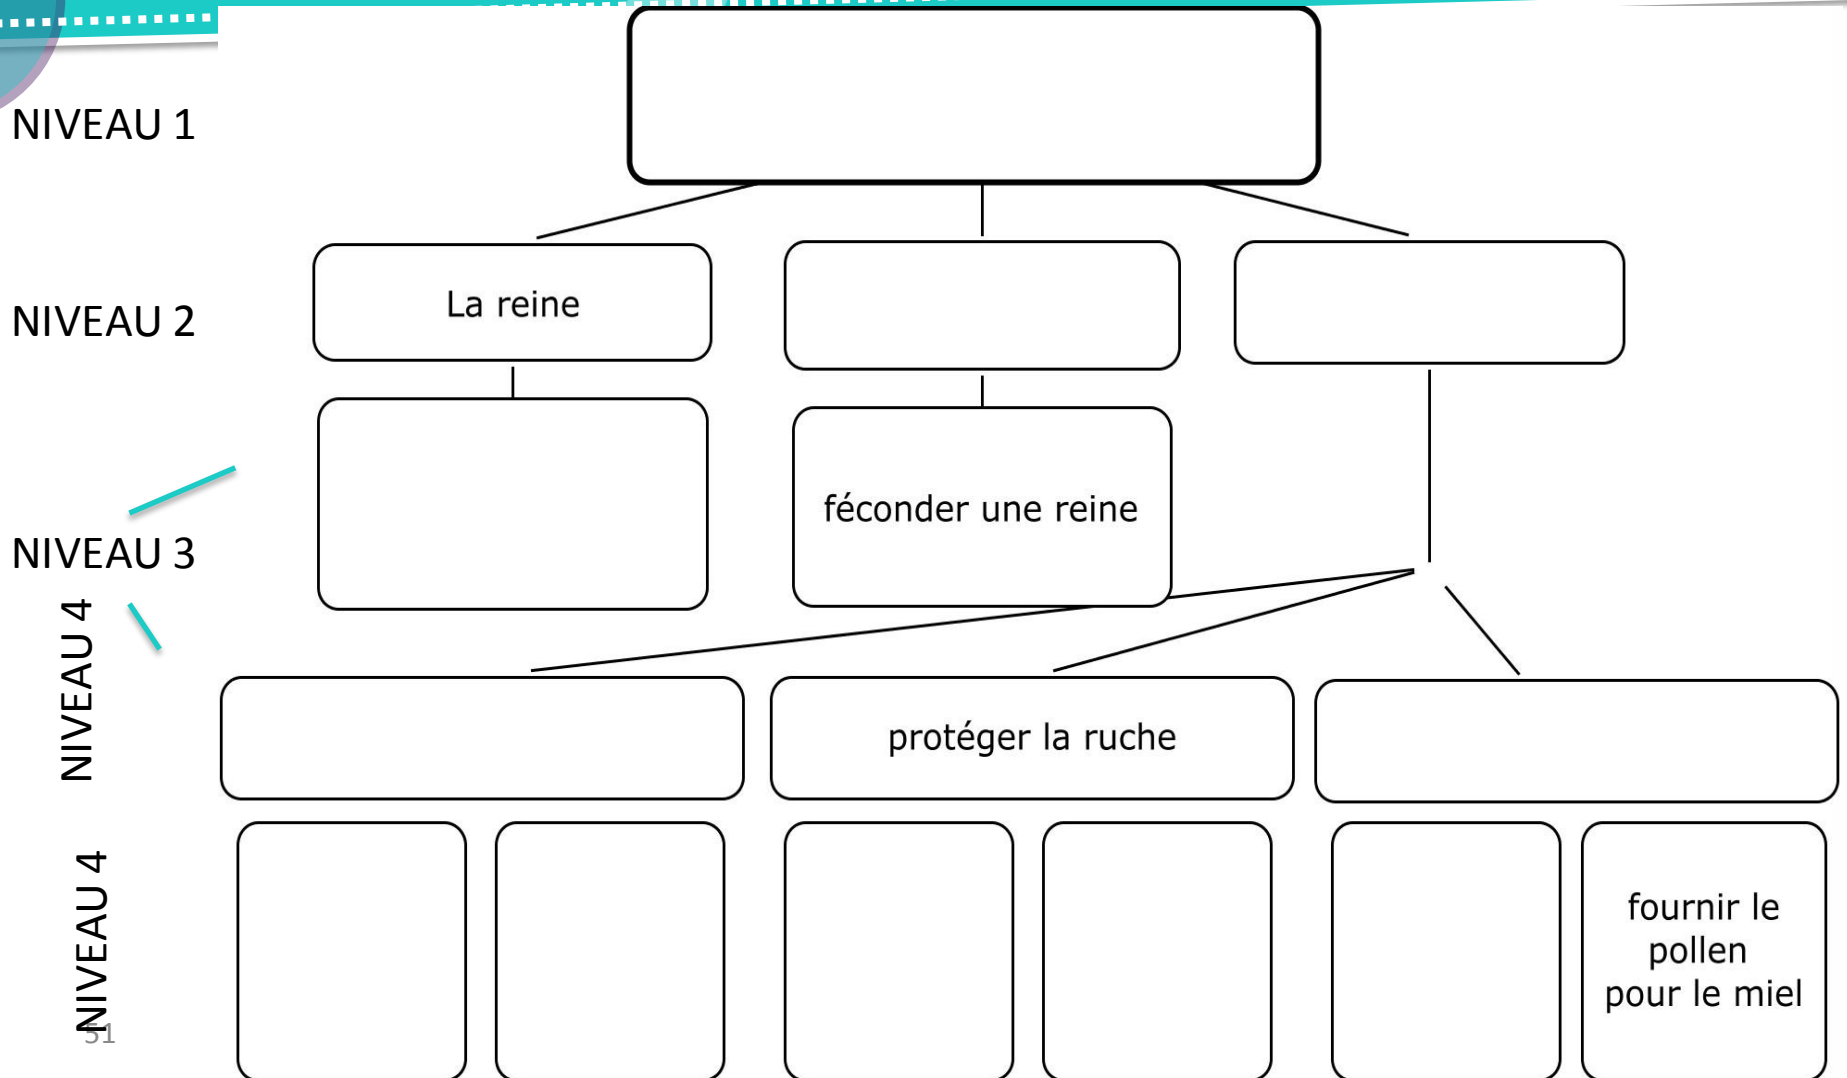 NIVEAU 1
NIVEAU 2
La reine
NIVEAU 3
féconder une reine
NIVEAU 4
protéger la ruche
NIVEAU 4
fournir le
pollen
pour le miel
51